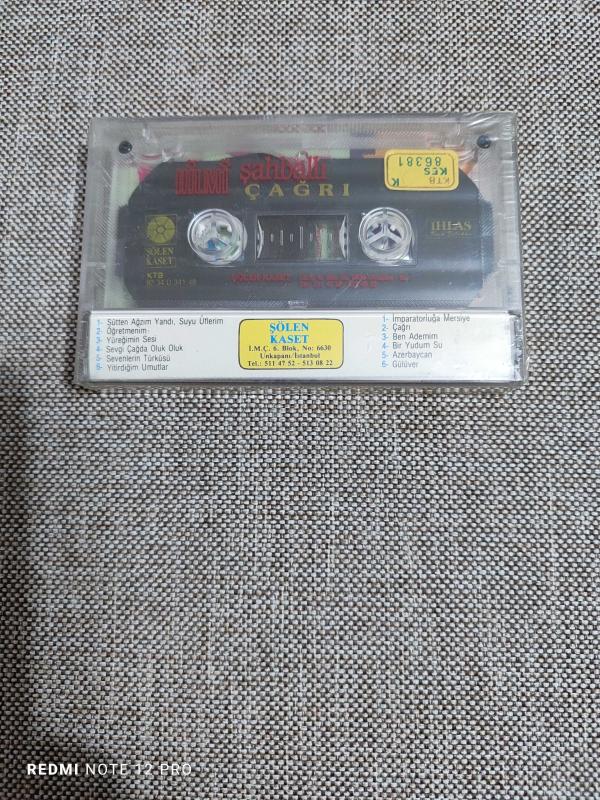 şahballı
ÇAĞRI
KTB
KES
86381
K
ŞÖLEN
KASET
KTB
IHLAS
1- Sütten Ağzım Yandı, Suyu Üflerim
2- Öğretmenim
3- Yüreğimin Sesi
4- Sevgi Çağda Oluk Oluk
5- Sevenlerin Türküsü
6- Yitirdiğim Umutlar
ŞÖLEN
KASET
İ.M.Ç. 6. Blok, No: 6630
Unkapanı/İstanbul
Tel.: 511 47 52 - 513 08 22
1- İmparatorluğa Mersiye
2- Çağrı
3- Ben Ademim
4- Bir Yudum Su
5- Azerbaycan
6- Gülüver
REDMI NOTE 12 PRO